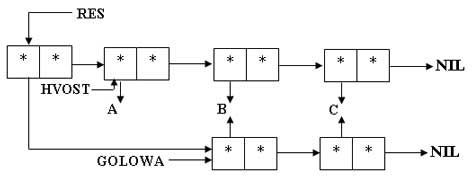 RES
* * * * * * * * NIL
HVOST
A B C
* * * * NIL
GOLOWA